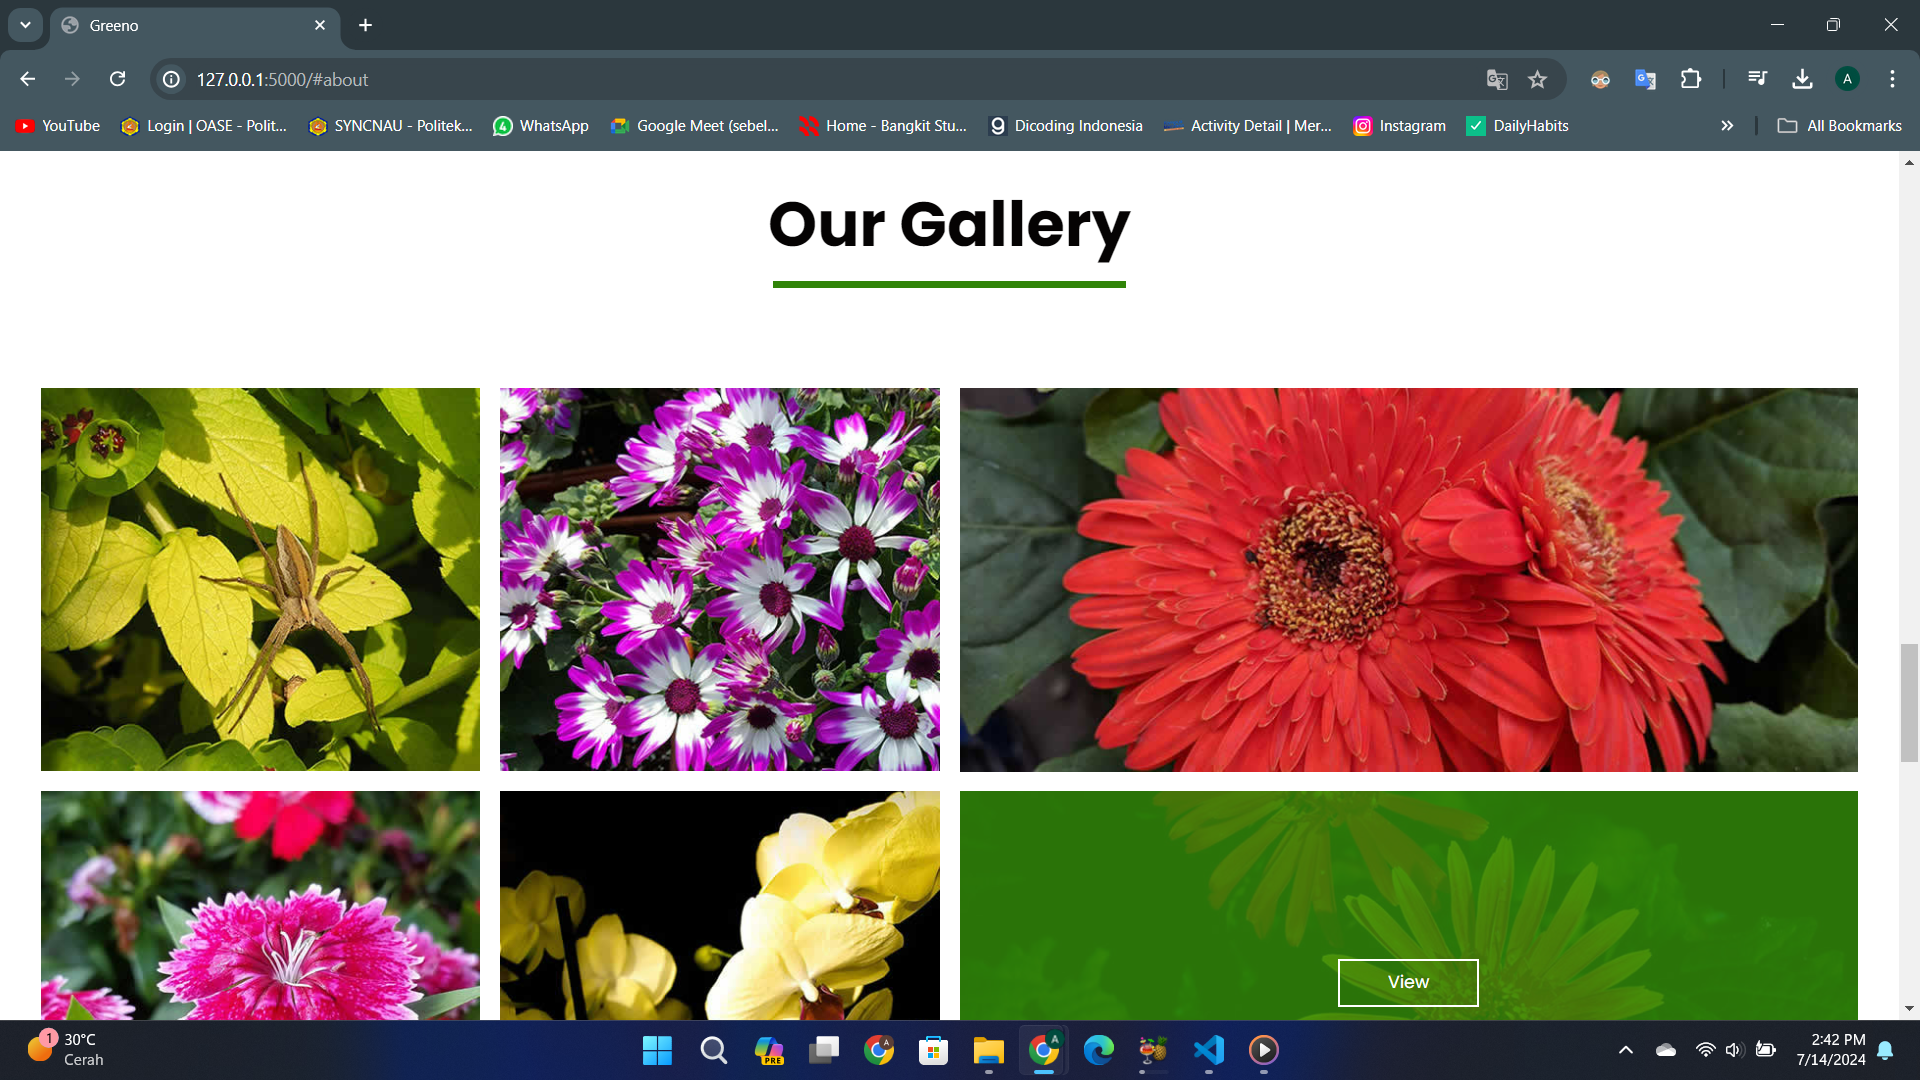 Greeno
127.0.0.1:5000/#about
YouTube
Login | OASE - Polit...
SYNCNAU - Politek...
WhatsApp
Google Meet (sebel...
Home - Bangkit Stu...
Dicoding Indonesia
Activity Detail | Mer...
Instagram
DailyHabits
All Bookmarks
A
Our Gallery
View
1
30°C
Cerah
PRE
A
A
2:42 PM
7/14/2024